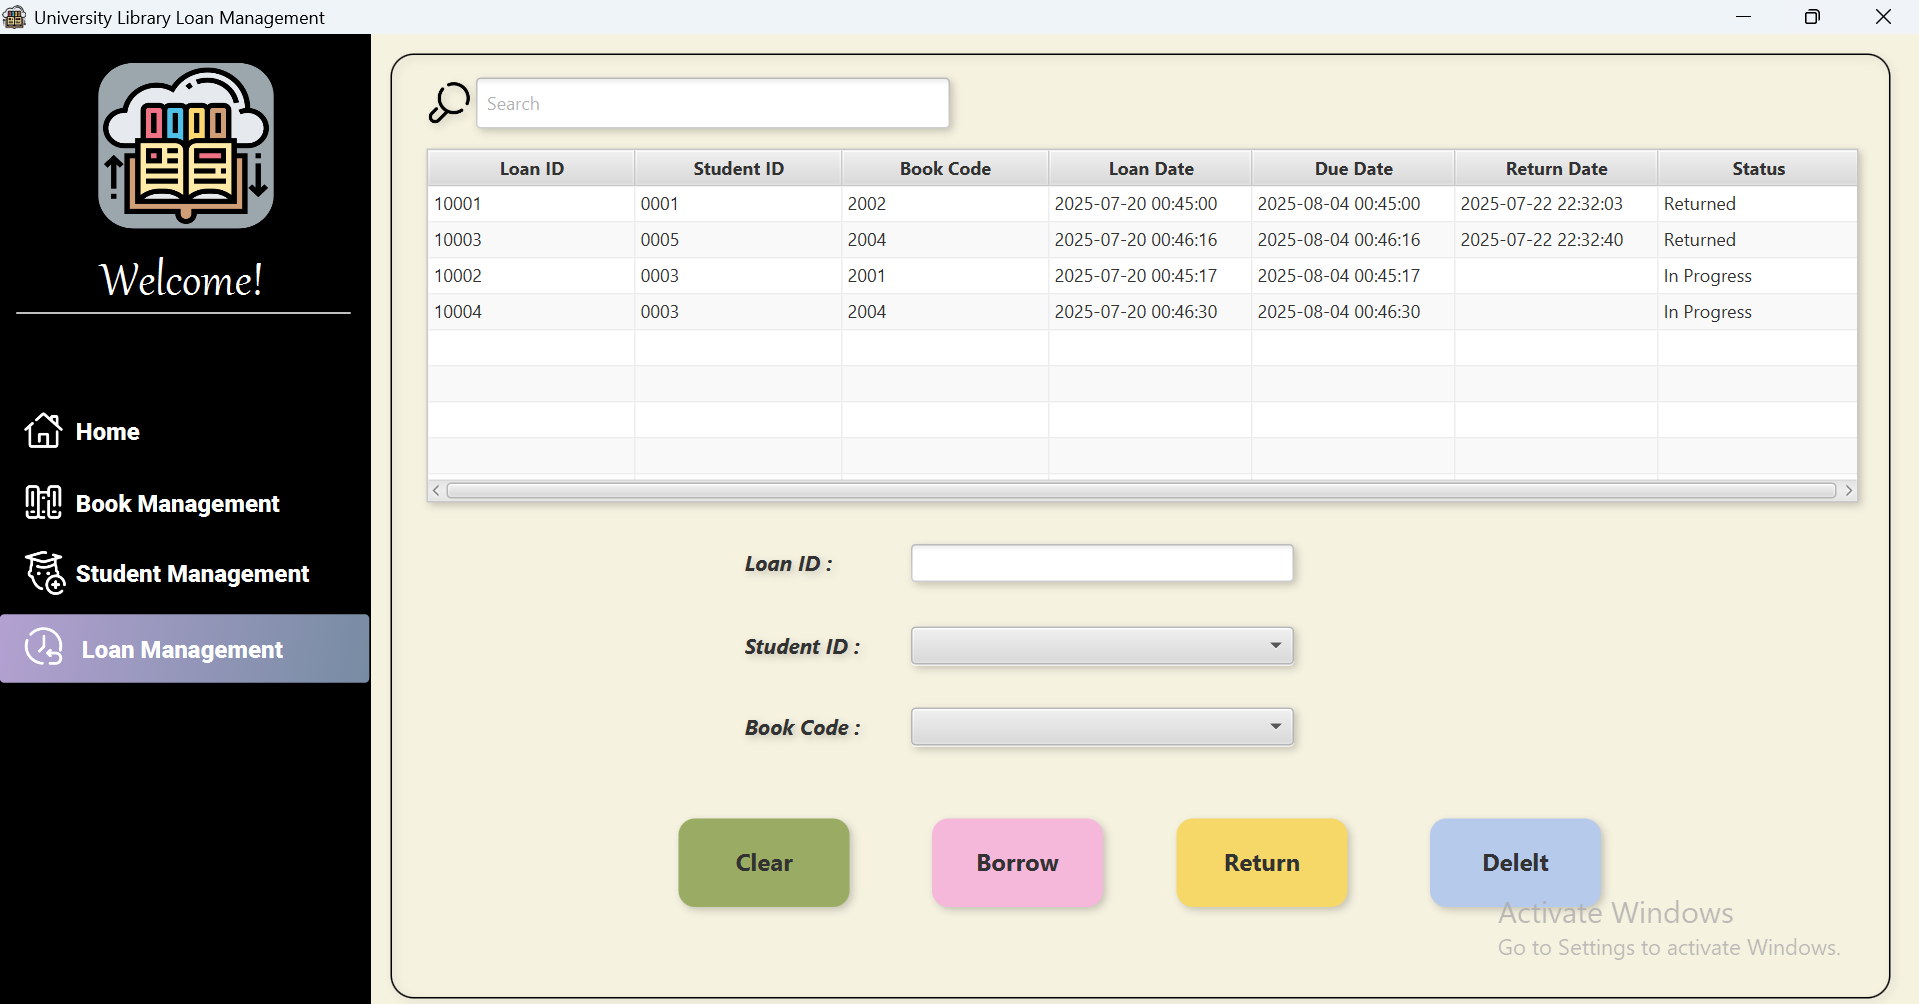 University Library Loan Management
Welcome!
Home
Book Management
Student Management
Loan Management
Search
Loan ID Student ID Book Code Loan Date Due Date Return Date Status
10001 0001 2002 2025-07-20 00:45:00 2025-08-04 00:45:00 2025-07-22 22:32:03 Returned
10003 0005 2004 2025-07-20 00:46:16 2025-08-04 00:46:16 2025-07-22 22:32:40 Returned
10002 0003 2001 2025-07-20 00:45:17 2025-08-04 00:45:17 In Progress
10004 0003 2004 2025-07-20 00:46:30 2025-08-04 00:46:30 In Progress
Loan ID :
Student ID :
Book Code :
Clear Borrow Return Delelt
Activate Windows
Go to Settings to activate Windows.